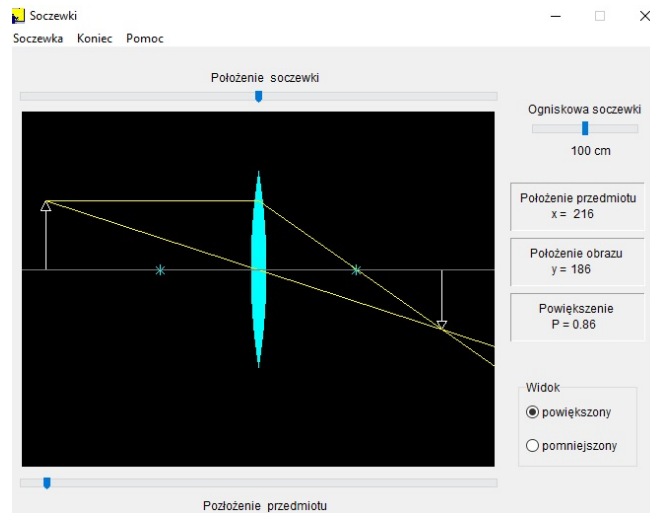 Soczewki
Soczewka Koniec Pomoc
Położenie soczewki
Ogniskowa soczewki
100 cm
Położenie przedmiotu
x = 216
Położenie obrazu
y = 186
Powiększenie
P = 0.86
Widok
powiększony
pomniejszony
Pozłożenie przedmiotu